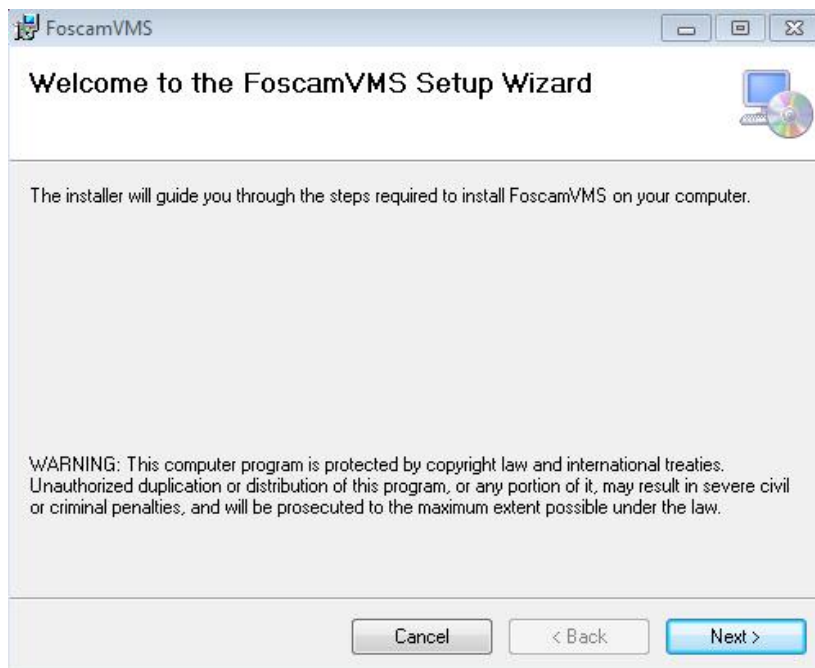 FoscamVMS
Welcome to the FoscamVMS Setup Wizard
The installer will guide you through the steps required to install FoscamVMS on your computer.
WARNING: This computer program is protected by copyright law and international treaties.
Unauthorized duplication or distribution of this program, or any portion of it, may result in severe civil
or criminal penalties, and will be prosecuted to the maximum extent possible under the law.
Cancel
< Back
Next >